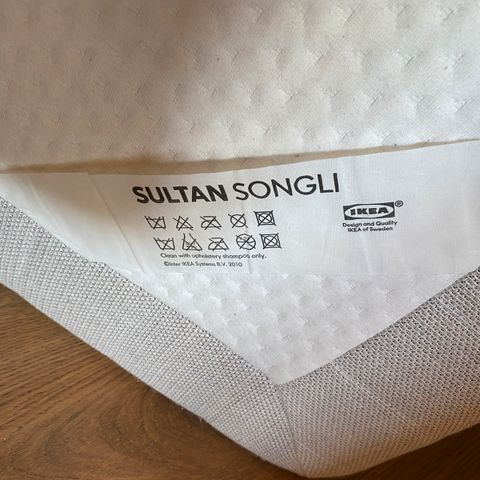 SULTAN SONGLI
IKEA®
Design and Quality
IKEA of Sweden
Clean with upholstery shampoo only.
©Inter IKEA Systems B.V. 2010